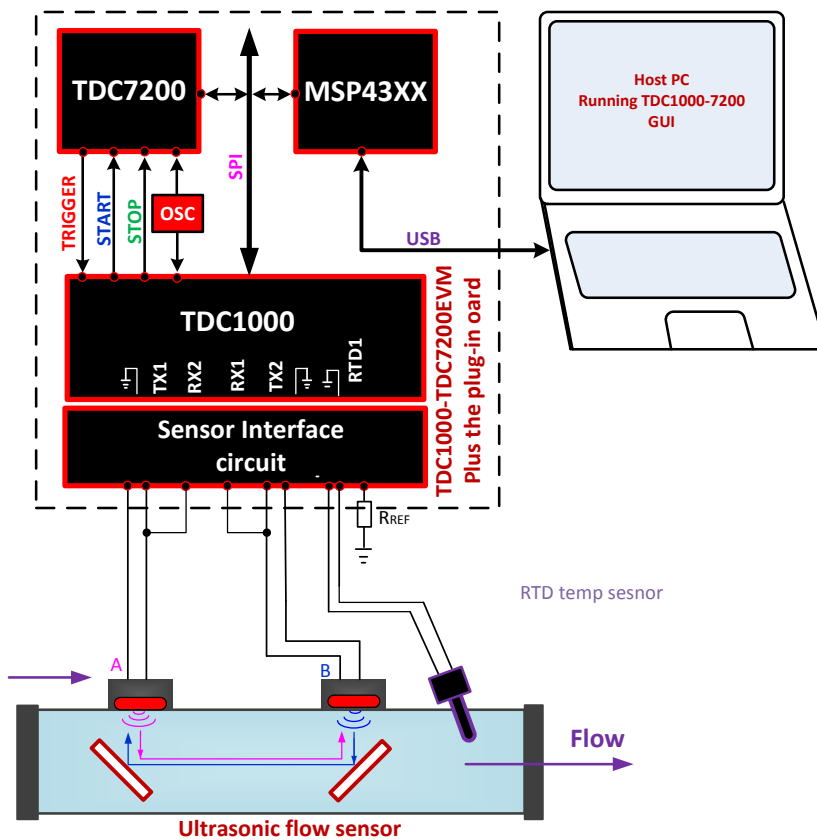 TDC7200
MSP43XX
Host PC
Running TDC1000-7200
GUI
TRIGGER
START
STOP
OSC
SPI
USB
TDC1000
TX1
RX2
RX1
TX2
RTD1
Sensor Interface
circuit
-
TDC1000-TDC7200EVM
Plus the plug-in oard
RREF
RTD temp sesnor
A
B
Flow
Ultrasonic flow sensor